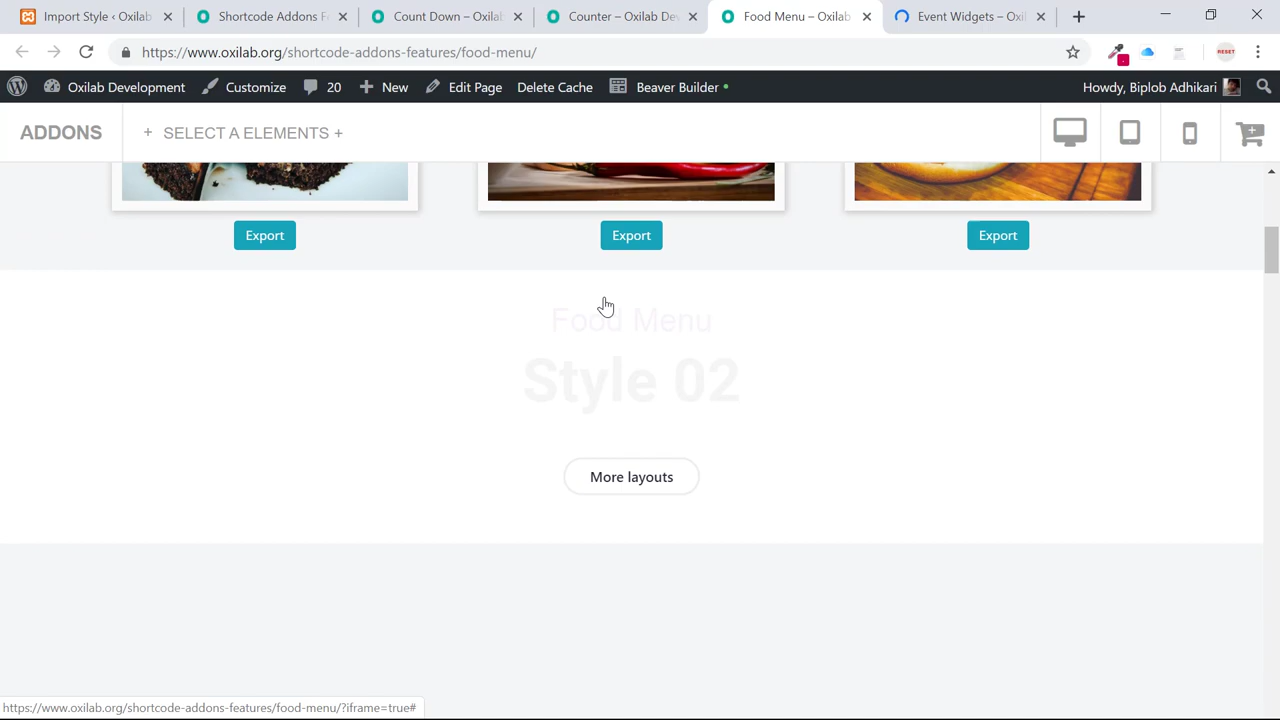 Import Style ‹ Oxilab
Shortcode Addons F
Count Down – Oxilab
Counter – Oxilab De
Food Menu – Oxilab
Event Widgets – Oxi
https://www.oxilab.org/shortcode-addons-features/food-menu/
RESET
Oxilab Development
Customize
20
New
Edit Page
Delete Cache
Beaver Builder
Howdy, Biplob Adhikari
ADDONS
+ SELECT A ELEMENTS +
Export
Export
Export
Food Menu
Style 02
More layouts
https://www.oxilab.org/shortcode-addons-features/food-menu/?iframe=true#